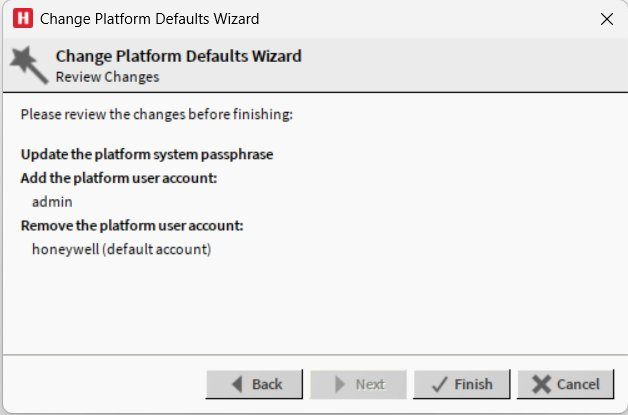 H Change Platform Defaults Wizard
Change Platform Defaults Wizard
Review Changes
Please review the changes before finishing:
Update the platform system passphrase
Add the platform user account:
admin
Remove the platform user account:
honeywell (default account)
Back Next Finish Cancel